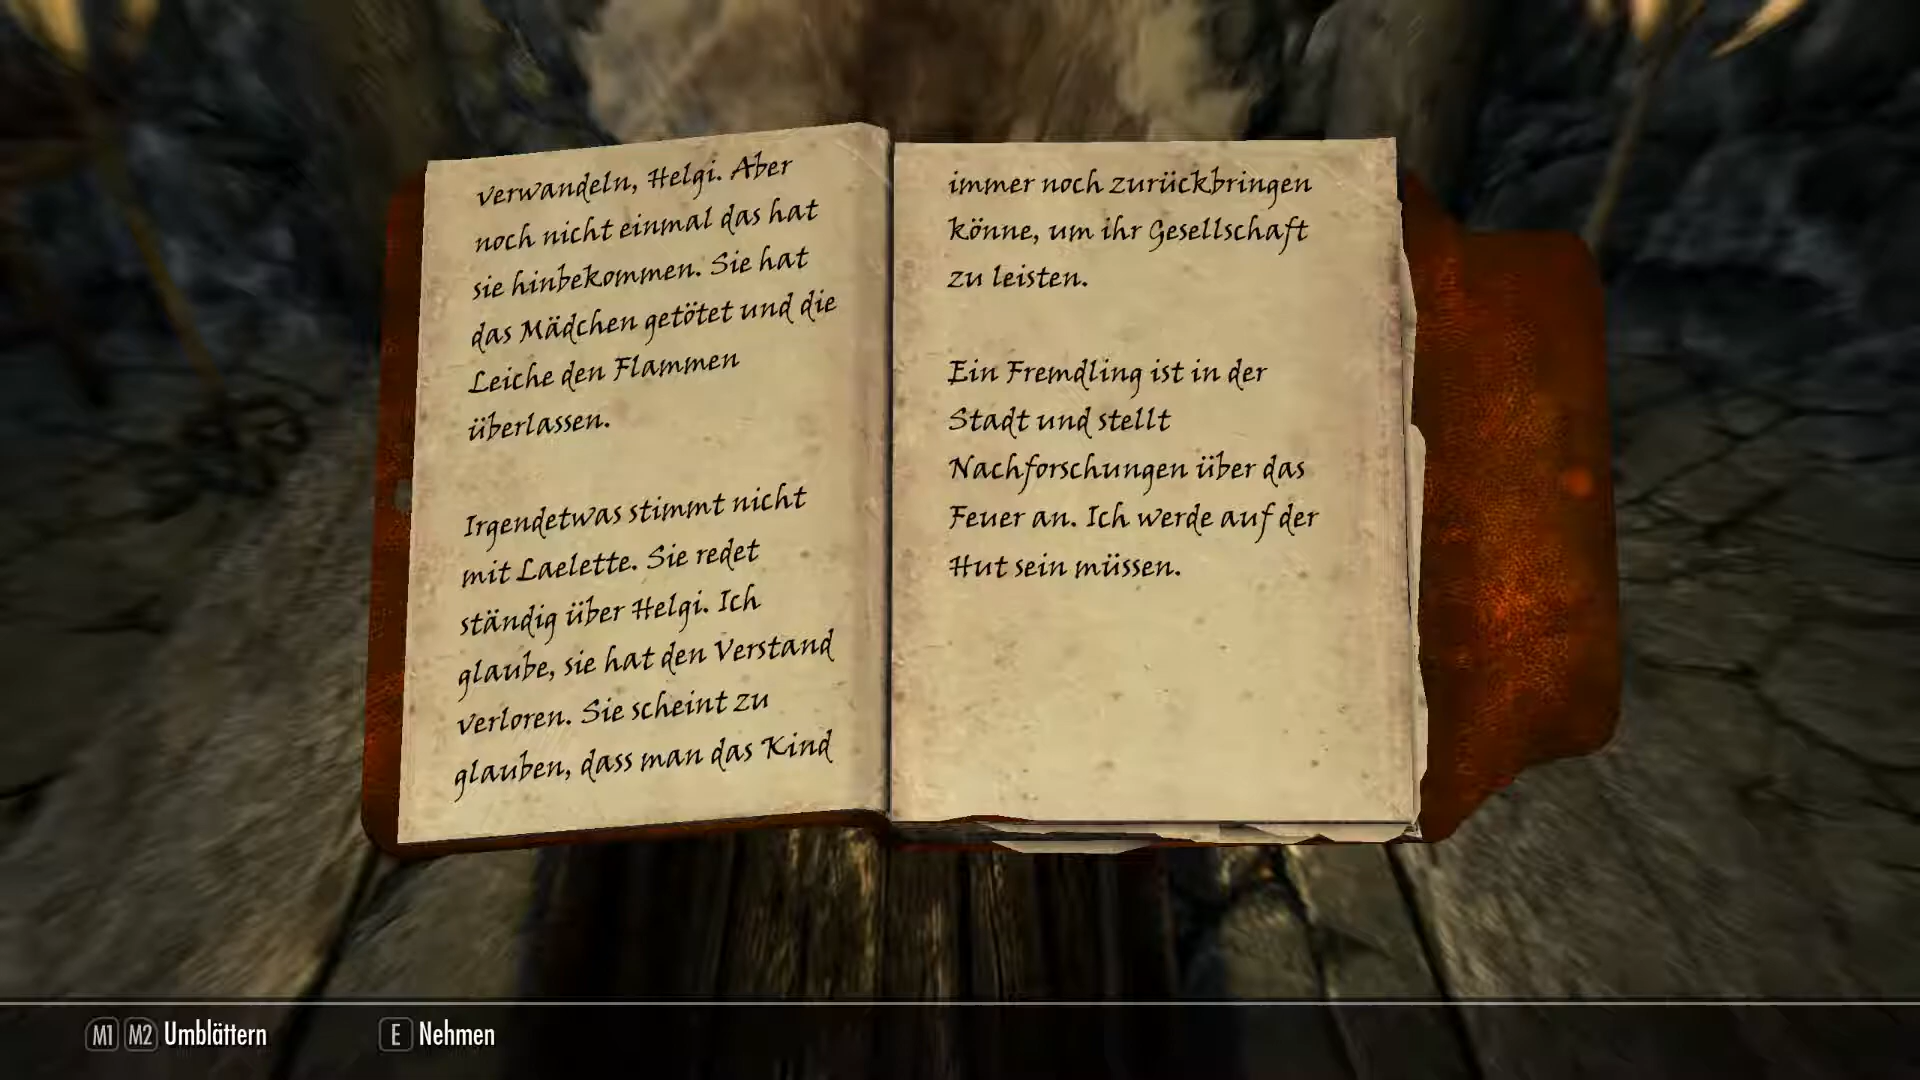 verwandeln, Helgi. Aber
noch nicht einmal das hat
sie hinbekommen. Sie hat
das Mädchen getötet und die
Leiche den Flammen
überlassen.
Irgendetwas stimmt nicht
mit Laelette. Sie redet
ständig über Helgi. Ich
glaube, sie hat den Verstand
verloren. Sie scheint zu
glauben, dass man das Kind
immer noch zurückbringen
könne, um ihr Gesellschaft
zu leisten.
Ein Fremdling ist in der
Stadt und stellt
Nachforschungen über das
Feuer an. Ich werde auf der
Hut sein müssen.
M1 M2 Umblättern
E Nehmen